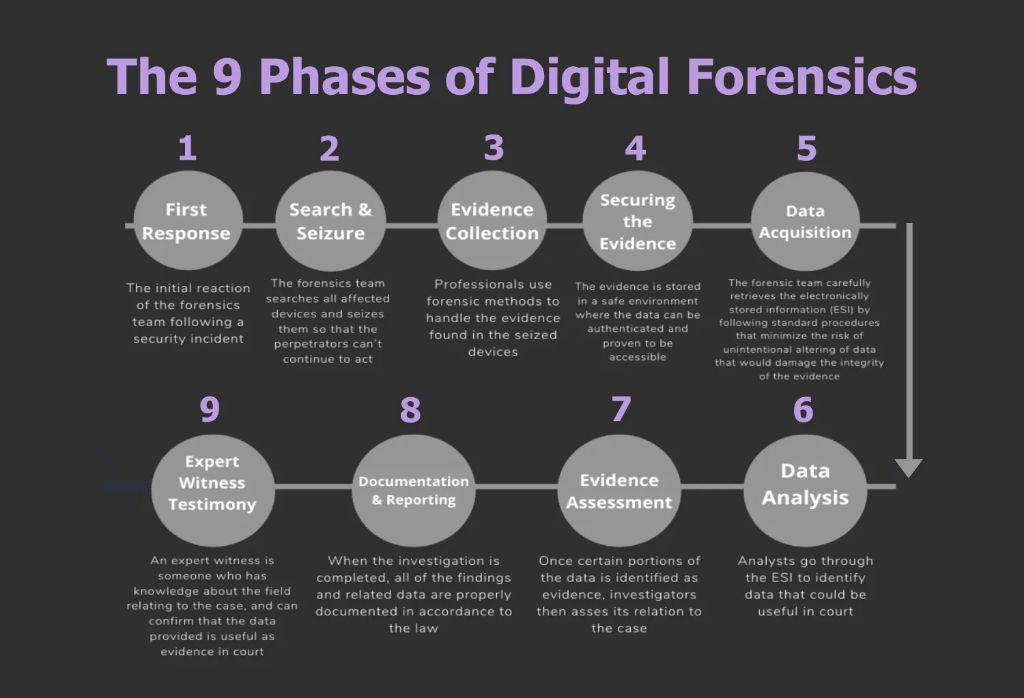 The 9 Phases of Digital Forensics
1
First
Response
The initial reaction
of the forensics
team following a
security incident
2
Search &
Seizure
The forensics team
searches all affected
devices and seizes
them so that the
perpetrators can't
continue to act
3
Evidence
Collection
Professionals use
forensic methods to
handle the evidence
found in the seized
devices
4
Securing
the
Evidence
The evidence is stored
in a safe environment
where the data can be
authenticated and
proven to be
accessible
5
Data
Acquisition
The forensic team carefully
retrieves the electronically
stored information (ESI) by
following standard procedures
that minimize the risk of
unintentional altering of data
that would damage the integrity
of the evidence
6
Data
Analysis
Analysts go through
the ESI to identify
data that could be
useful in court
7
Evidence
Assessment
Once certain portions of
the data is identified as
evidence, investigators
then asses its relation to
the case
8
Documentation
& Reporting
When the investigation is
completed, all of the findings
and related data are properly
documented in accordance to
the law
9
Expert
Witness
Testimony
An expert witness is
someone who has
knowledge about the field
relating to the case, and can
confirm that the data
provided is useful as
evidence in court